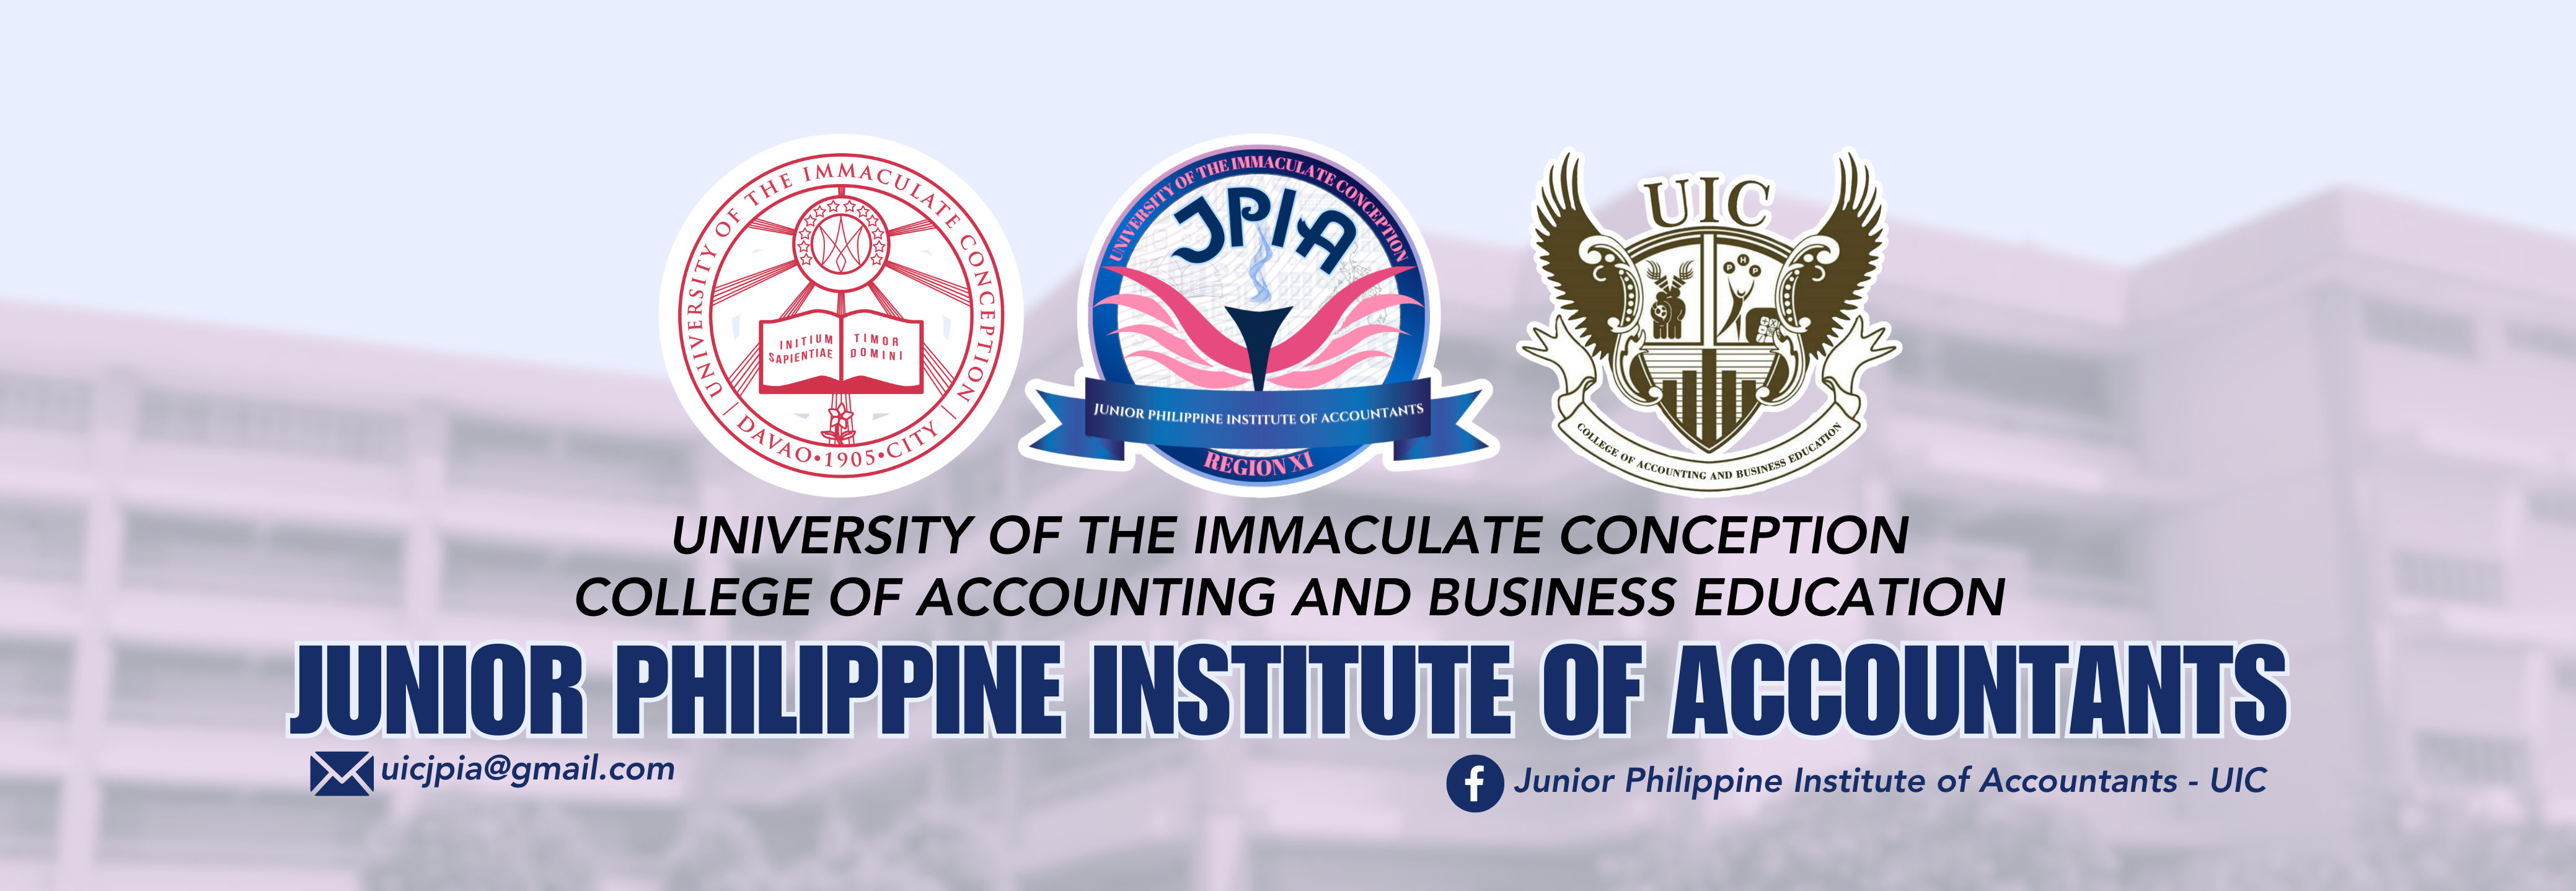 UNIVERSITY OF THE IMMACULATE CONCEPTION | DAVAO•1905•CITY |
INITIUM SAPIENTIAE
TIMOR DOMINI
UNIVERSITY OF THE IMMACULATE CONCEPTION
JPIA
JUNIOR PHILIPPINE INSTITUTE OF ACCOUNTANTS
REGION XI
UIC
PHP
COLLEGE OF ACCOUNTING AND BUSINESS EDUCATION
UNIVERSITY OF THE IMMACULATE CONCEPTION
COLLEGE OF ACCOUNTING AND BUSINESS EDUCATION
JUNIOR PHILIPPINE INSTITUTE OF ACCOUNTANTS
uicjpia@gmail.com
Junior Philippine Institute of Accountants - UIC